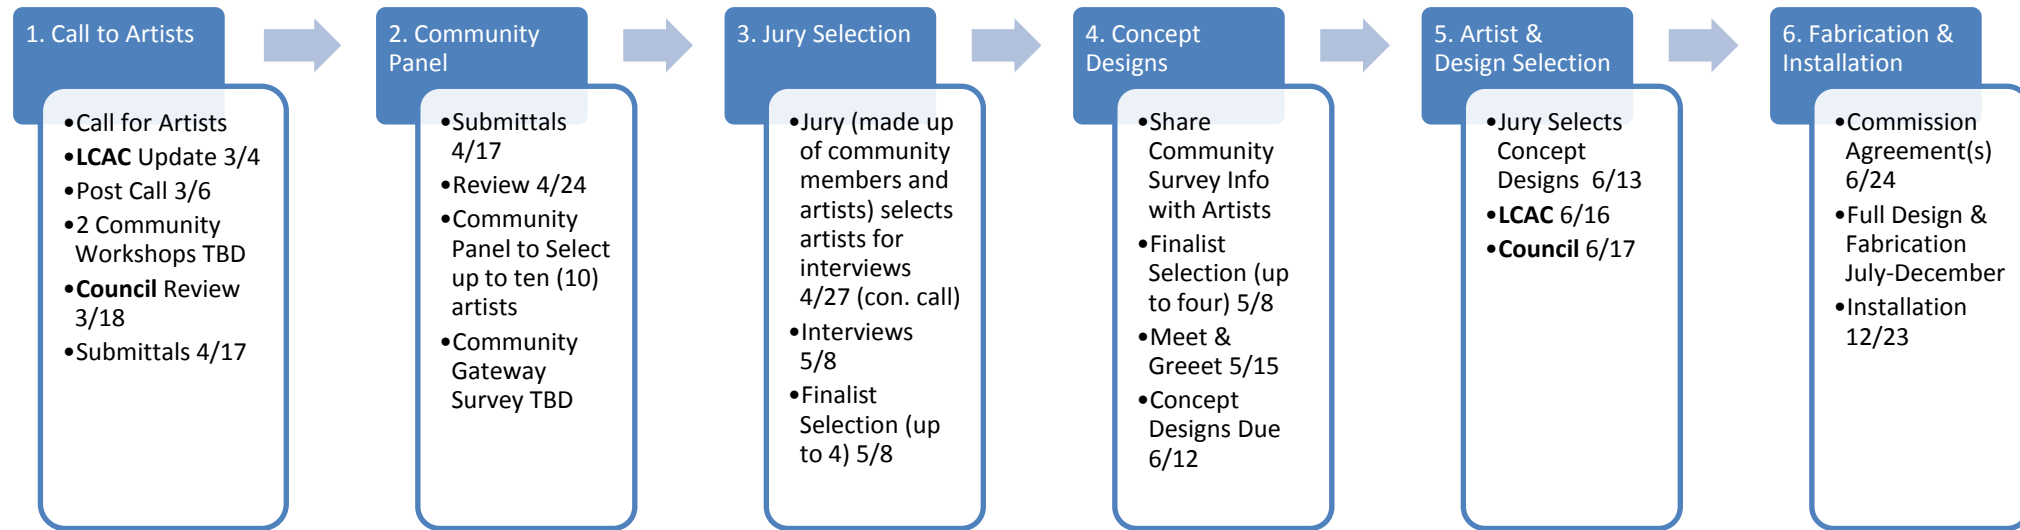 1. Call to Artists
•Call for Artists
•LCAC Update 3/4
•Post Call 3/6
•2 Community
Workshops TBD
•Council Review
3/18
•Submittals 4/17
2. Community
Panel
•Submittals
4/17
•Review 4/24
•Community
Panel to Select
up to ten (10)
artists
•Community
Gateway
Survey TBD
3. Jury Selection
•Jury (made up
of community
members and
artists) selects
artists for
interviews
4/27 (con. call)
•Interviews
5/8
•Finalist
Selection (up
to 4) 5/8
4. Concept
Designs
•Share
Community
Survey Info
with Artists
•Finalist
Selection (up
to four) 5/8
•Meet &
Greeet 5/15
•Concept
Designs Due
6/12
5. Artist &
Design Selection
•Jury Selects
Concept
Designs 6/13
•LCAC 6/16
•Council 6/17
6. Fabrication &
Installation
•Commission
Agreement(s)
6/24
•Full Design &
Fabrication
July-December
•Installation
12/23